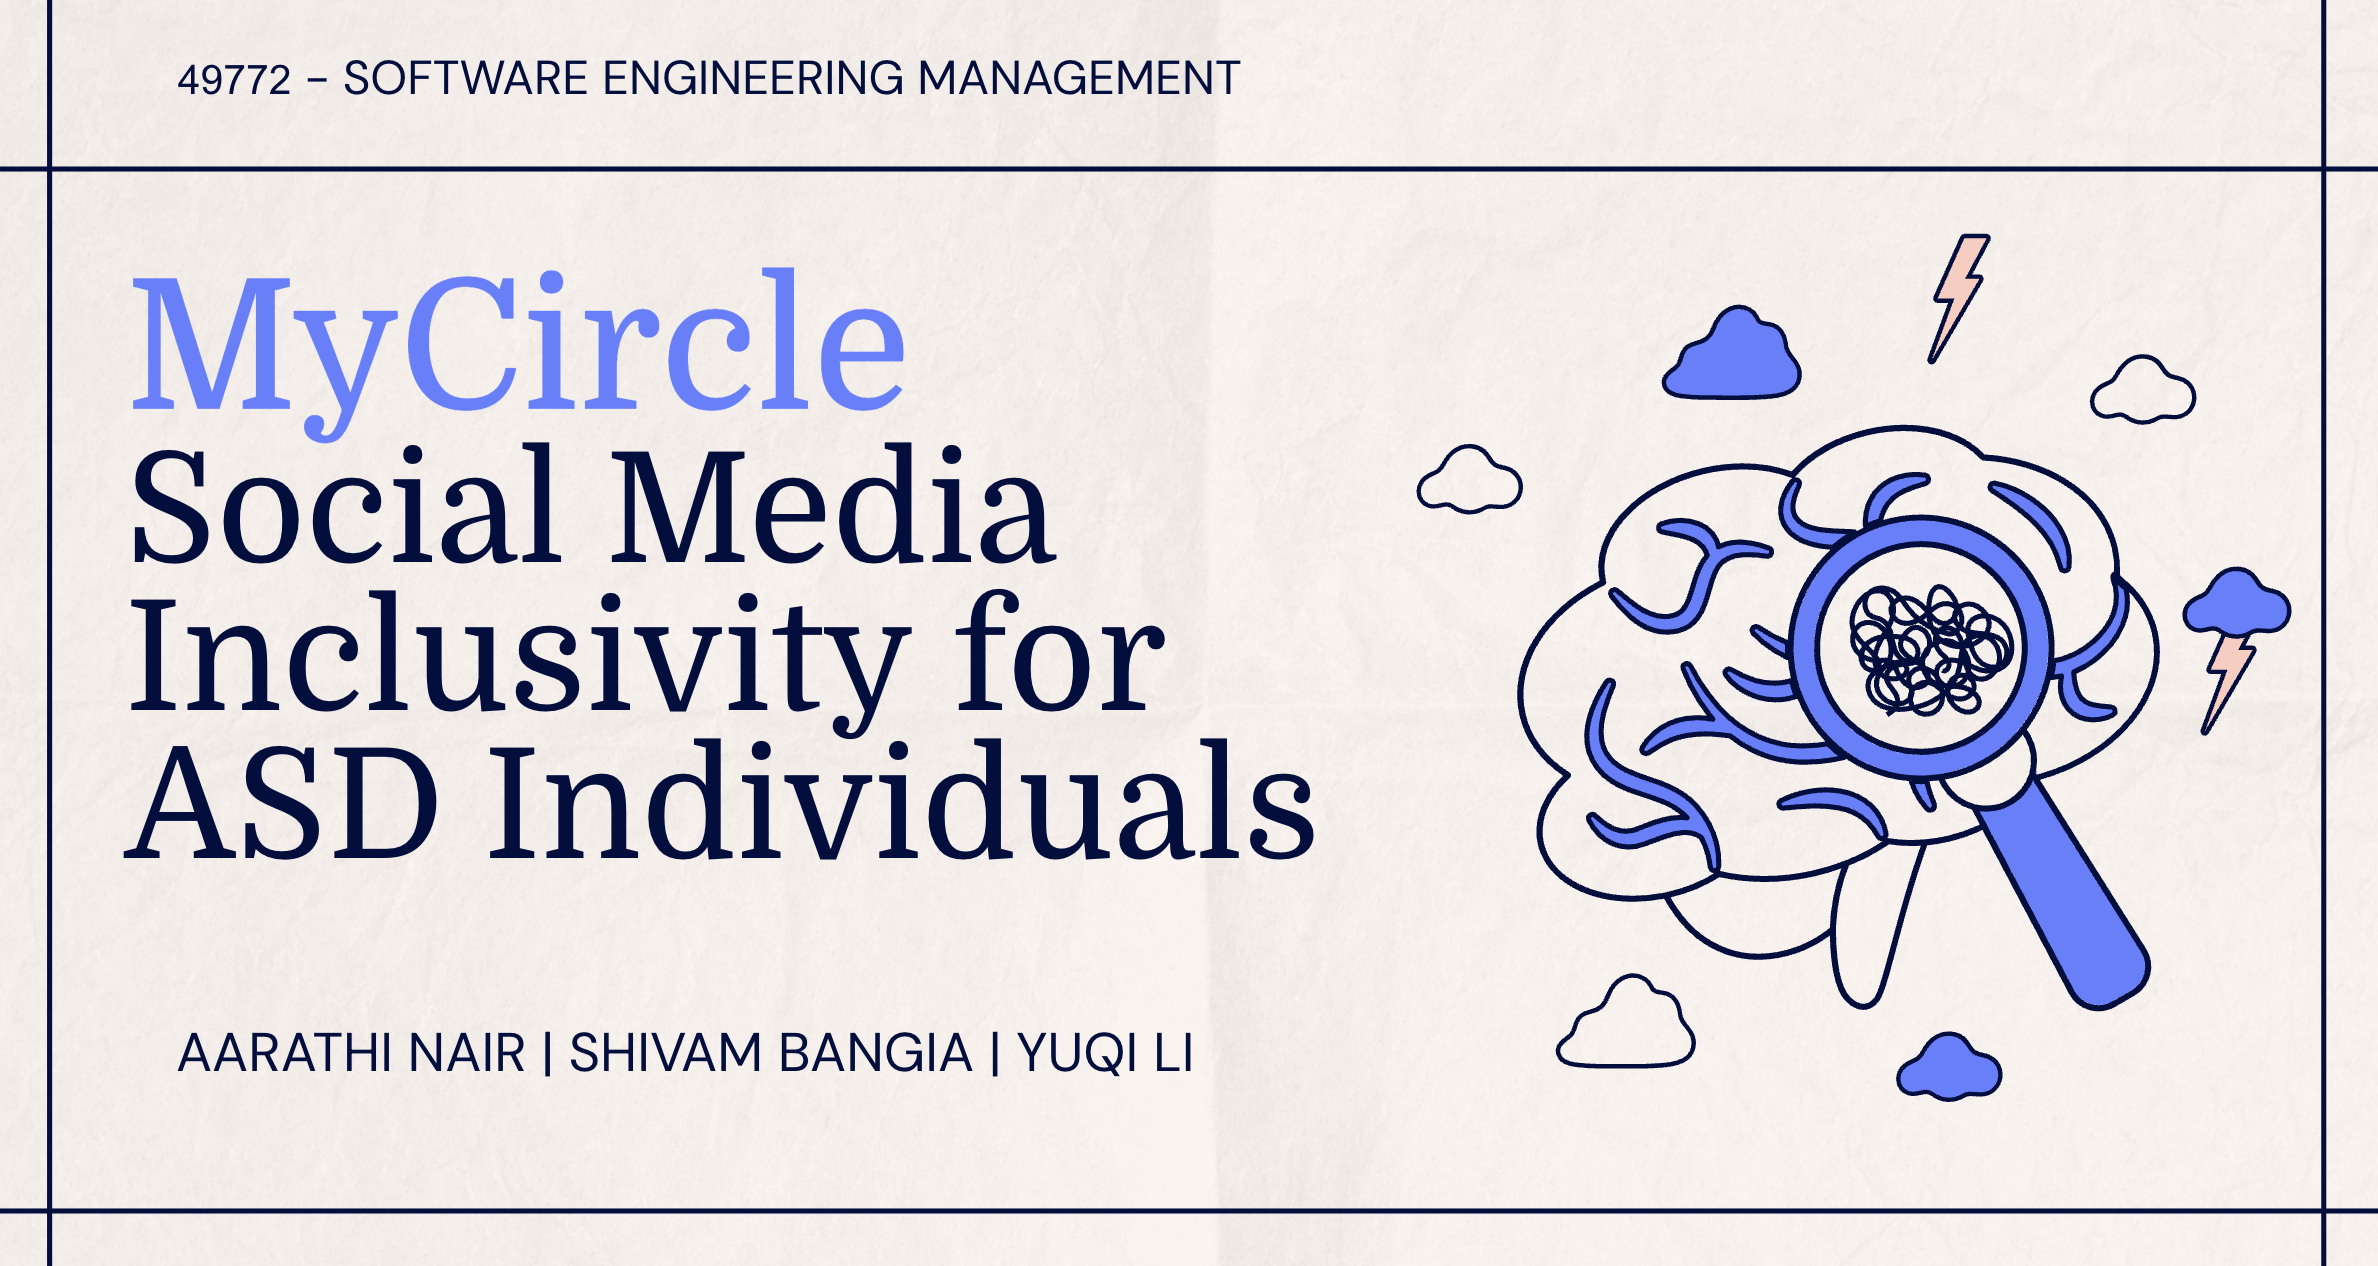 49772 – SOFTWARE ENGINEERING MANAGEMENT
MyCircle
Social Media
Inclusivity for
ASD Individuals
AARATHI NAIR | SHIVAM BANGIA | YUQI LI